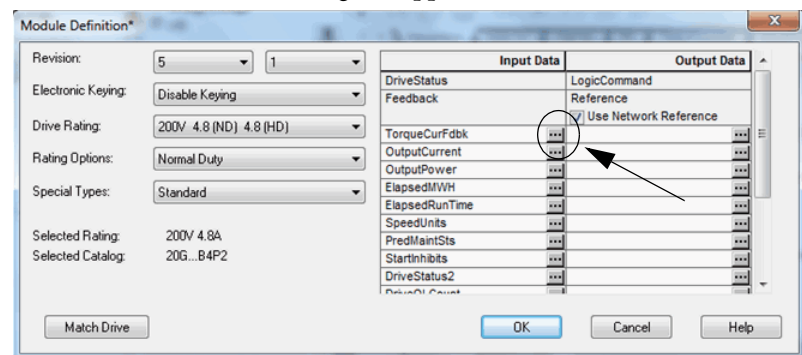 Module Definition*
Revision: 5 1
Electronic Keying: Disable Keying
Drive Rating: 200V 4.8 (ND) 4.8 (HD)
Rating Options: Normal Duty
Special Types: Standard
Selected Rating: 200V 4.8A
Selected Catalog: 20G...B4P2
Match Drive
Input Data Output Data
DriveStatus LogicCommand
Feedback Reference
Use Network Reference
TorqueCurFdbk ... ...
OutputCurrent ... ...
OutputPower ... ...
ElapsedMWH ... ...
ElapsedRunTime ... ...
SpeedUnits ... ...
PredMaintSts ... ...
StartInhibits ... ...
DriveStatus2 ... ...
OK Cancel Help